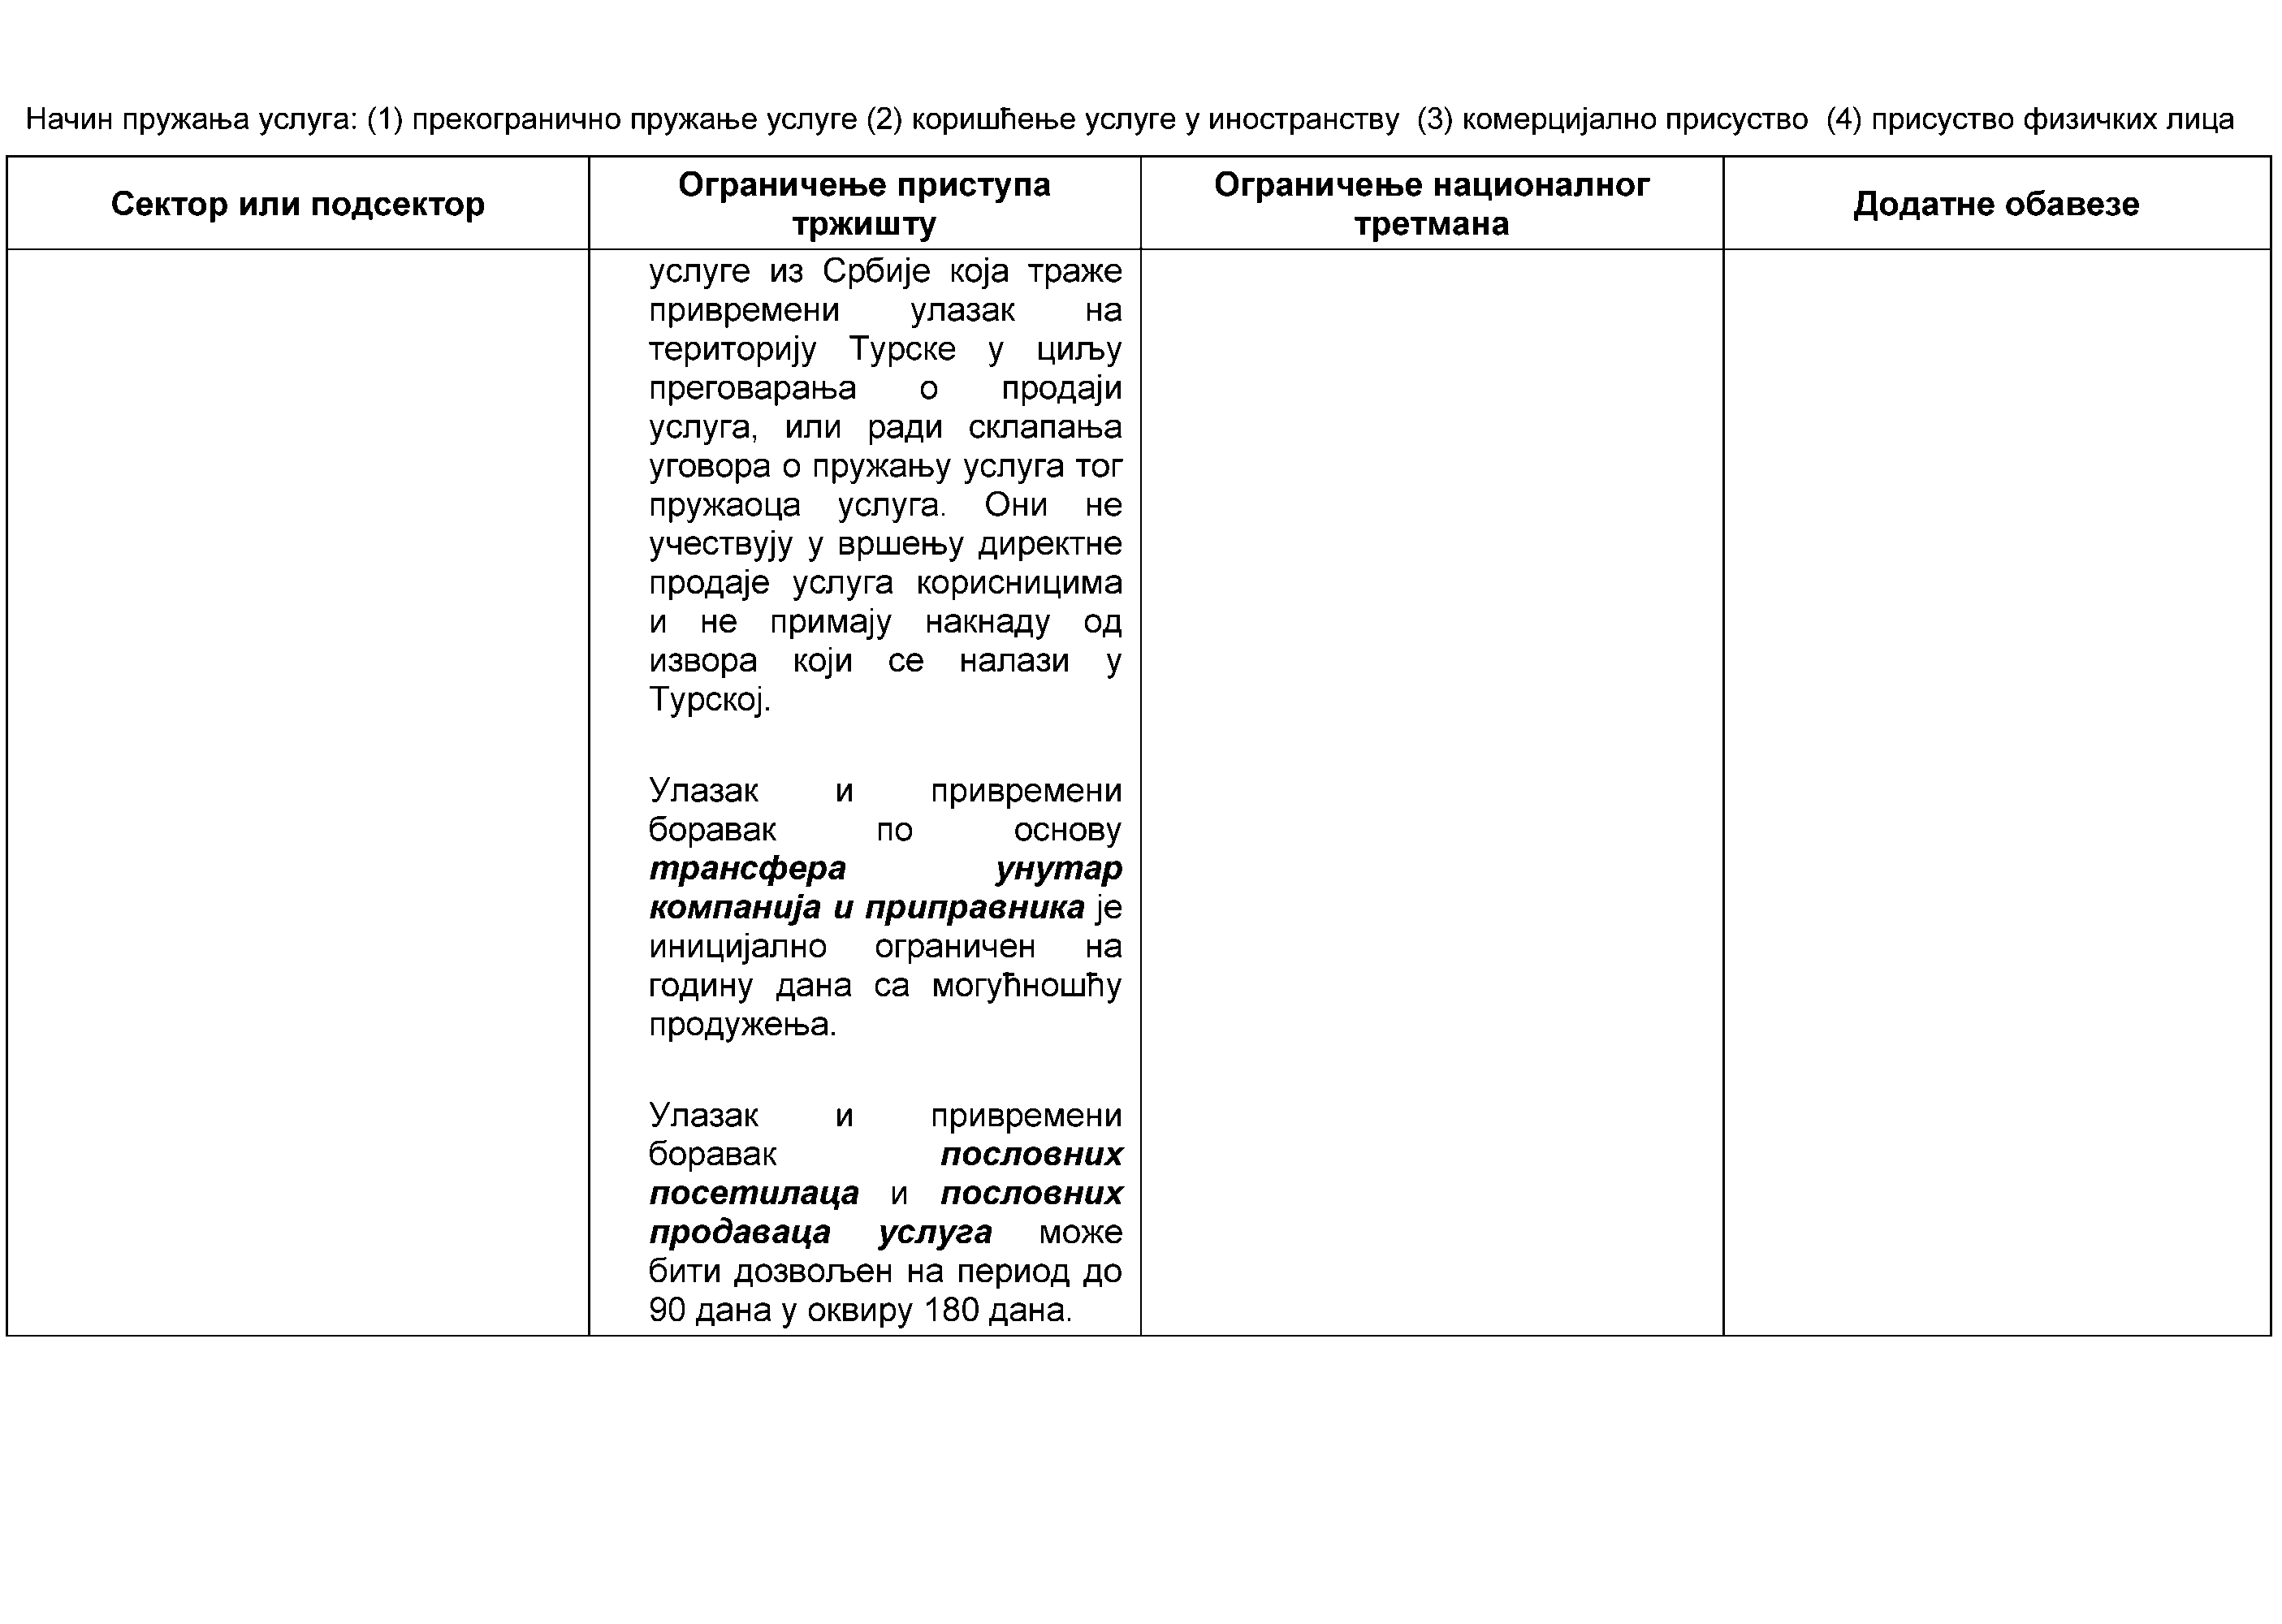 Начин пружања услуга: (1) прекогранично пружање услуге (2) коришћење услуге у иностранству (3) комерцијално присуство (4) присуство физичких лица
Сектор или подсектор
Ограничење приступа
тржишту
Ограничење националног
третмана
Додатне обавезе
услуге из Србије која траже
привремени улазак на
територију Турске у циљу
преговарања о продаји
услуга, или ради склапања
уговора о пружању услуга тог
пружаоца услуга. Они не
учествују у вршењу директне
продаје услуга корисницима
и не примају накнаду од
извора који се налази у
Турској.
Улазак и привремени
боравак по основу
трансфера унутар
компанија и приправника је
иницијално ограничен на
годину дана са могућношћу
продужења.
Улазак и привремени
боравак пословних
посетилаца и пословних
продаваца услуга може
бити дозвољен на период до
90 дана у оквиру 180 дана.